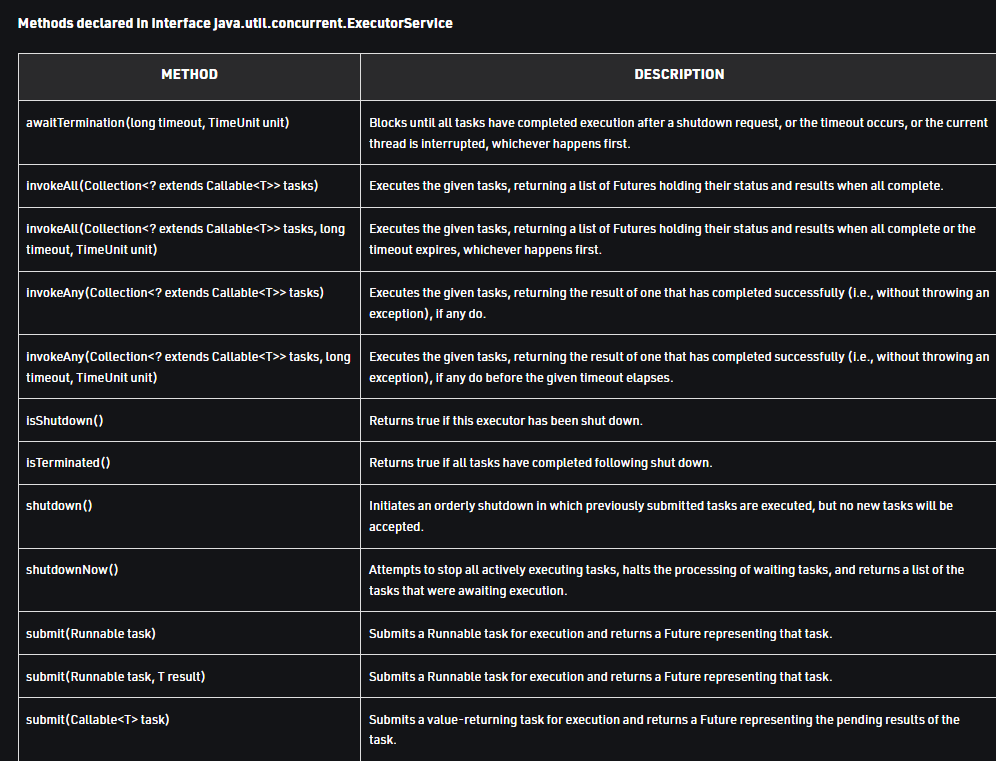 Methods declared in interface java.util.concurrent.ExecutorService
METHOD
DESCRIPTION
awaitTermination(long timeout, TimeUnit unit)
Blocks until all tasks have completed execution after a shutdown request, or the timeout occurs, or the current
thread is interrupted, whichever happens first.
invokeAll(Collection<? extends Callable<T>> tasks)
Executes the given tasks, returning a list of Futures holding their status and results when all complete.
invokeAll(Collection<? extends Callable<T>> tasks, long
timeout, TimeUnit unit)
Executes the given tasks, returning a list of Futures holding their status and results when all complete or the
timeout expires, whichever happens first.
invokeAny(Collection<? extends Callable<T>> tasks)
Executes the given tasks, returning the result of one that has completed successfully (i.e., without throwing an
exception), if any do.
invokeAny(Collection<? extends Callable<T>> tasks, long
timeout, TimeUnit unit)
Executes the given tasks, returning the result of one that has completed successfully (i.e., without throwing an
exception), if any do before the given timeout elapses.
isShutdown()
Returns true if this executor has been shut down.
isTerminated()
Returns true if all tasks have completed following shut down.
shutdown()
Initiates an orderly shutdown in which previously submitted tasks are executed, but no new tasks will be
accepted.
shutdownNow()
Attempts to stop all actively executing tasks, halts the processing of waiting tasks, and returns a list of the
tasks that were awaiting execution.
submit(Runnable task)
Submits a Runnable task for execution and returns a Future representing that task.
submit(Runnable task, T result)
Submits a Runnable task for execution and returns a Future representing that task.
submit(Callable<T> task)
Submits a value-returning task for execution and returns a Future representing the pending results of the
task.